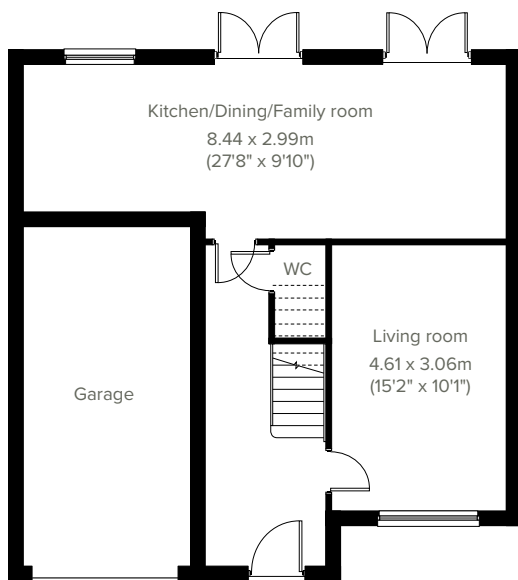 Kitchen/Dining/Family room
8.44 x 2.99m
(27'8" x 9'10")
WC
Living room
4.61 x 3.06m
(15'2" x 10'1")
Garage